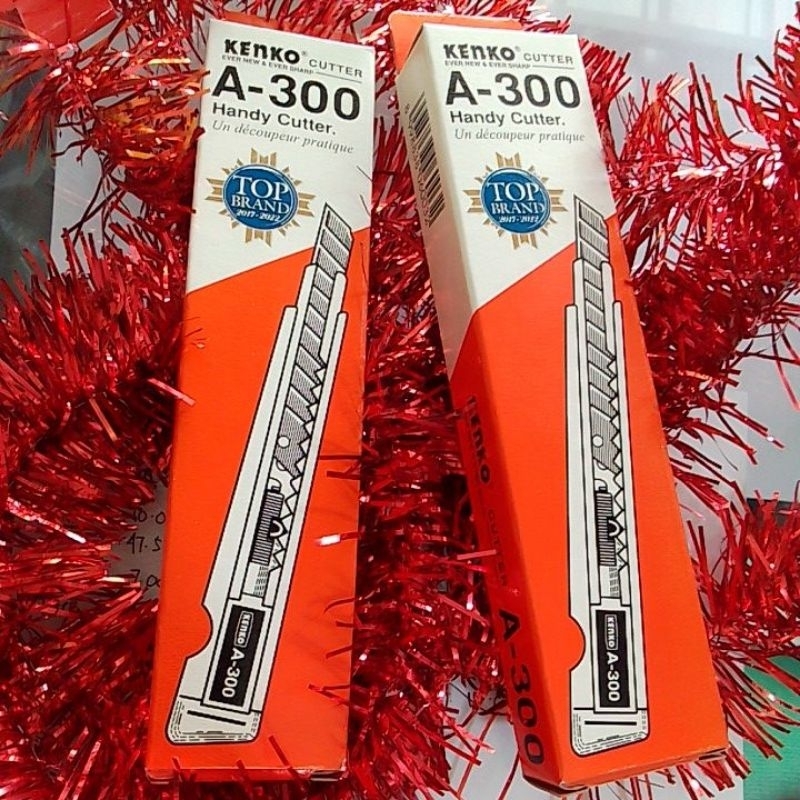 KENKO® CUTTER
EVER NEW & EVER SHARP
A-300
Handy Cutter.
Un découpeur pratique
TOP
BRAND
2017-2022
KENKO A-300
KENKO® CUTTER
EVER NEW & EVER SHARP
A-300
Handy Cutter.
Un découpeur pratique
TOP
BRAND
2017-2022
KENKO A-300
KENKO CUTTER A-300
47.5